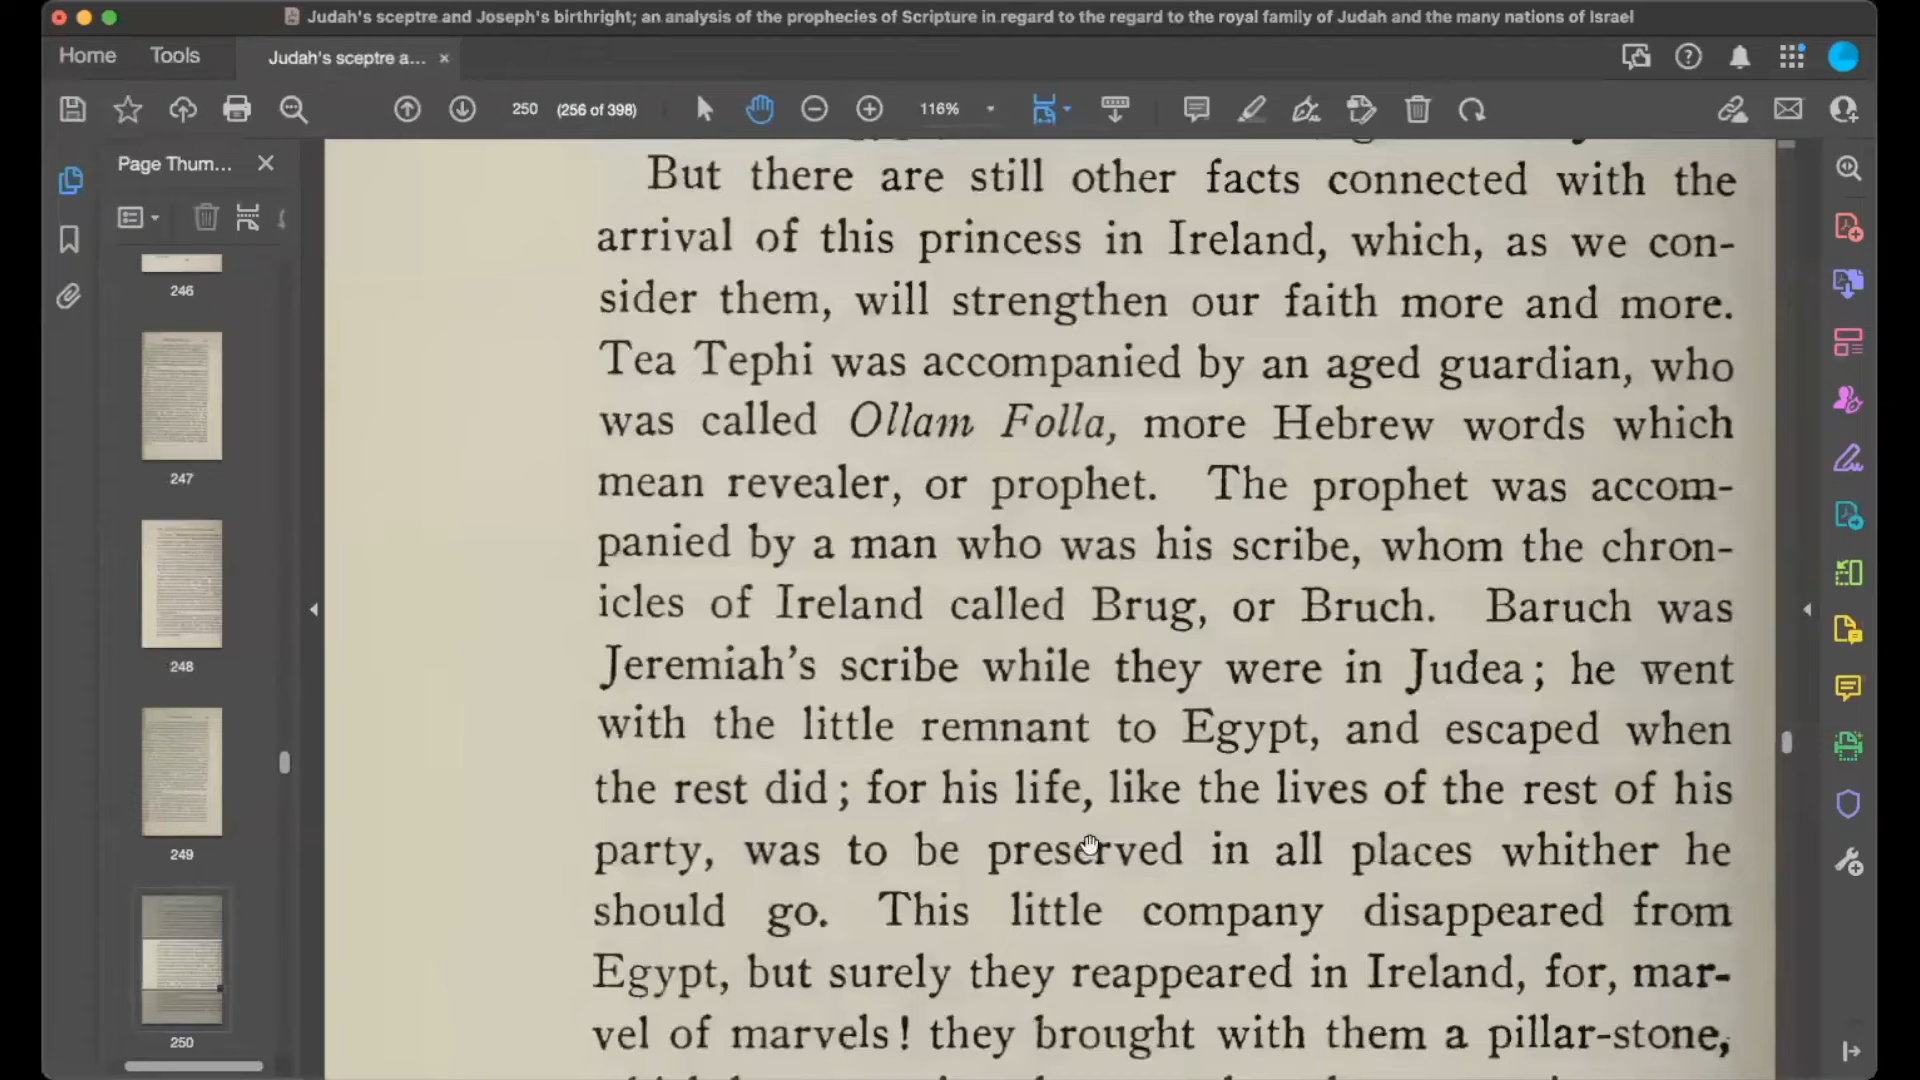 Judah's sceptre and Joseph's birthright; an analysis of the prophecies of Scripture in regard to the regard to the royal family of Judah and the many nations of Israel
Home Tools Judah's sceptre a... ×
250 (256 of 398) 116%
Page Thum...
246
247
248
249
250
But there are still other facts connected with the
arrival of this princess in Ireland, which, as we con-
sider them, will strengthen our faith more and more.
Tea Tephi was accompanied by an aged guardian, who
was called Ollam Folla, more Hebrew words which
mean revealer, or prophet. The prophet was accom-
panied by a man who was his scribe, whom the chron-
icles of Ireland called Brug, or Bruch. Baruch was
Jeremiah's scribe while they were in Judea; he went
with the little remnant to Egypt, and escaped when
the rest did; for his life, like the lives of the rest of his
party, was to be preserved in all places whither he
should go. This little company disappeared from
Egypt, but surely they reappeared in Ireland, for, mar-
vel of marvels! they brought with them a pillar-stone,